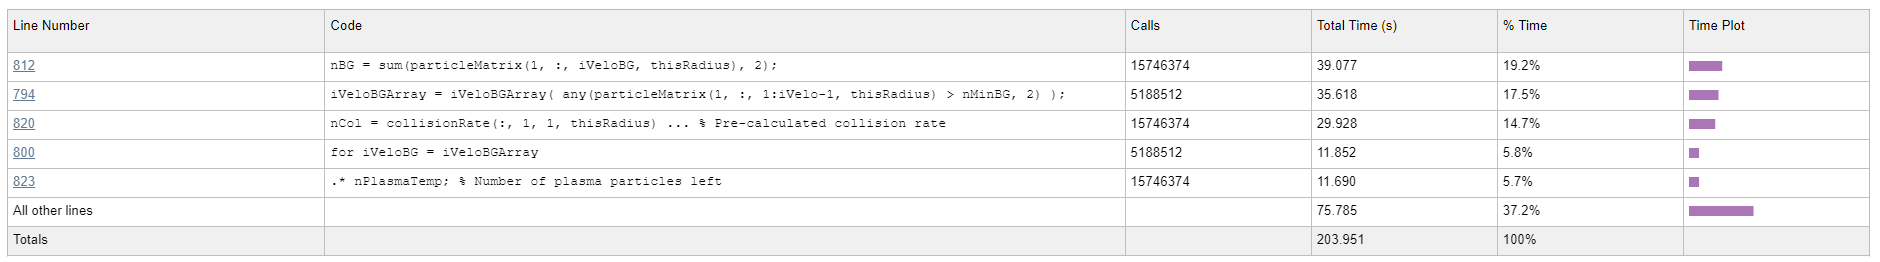 Line Number Code Calls Total Time (s) % Time Time Plot
812 nBG = sum(particleMatrix(1, :, iVeloBG, thisRadius), 2); 15746374 39.077 19.2%
794 iVeloBGArray = iVeloBGArray( any(particleMatrix(1, :, 1:iVelo-1, thisRadius) > nMinBG, 2) ); 5188512 35.618 17.5%
820 nCol = collisionRate(:, 1, 1, thisRadius) ... % Pre-calculated collision rate 15746374 29.928 14.7%
800 for iVeloBG = iVeloBGArray 5188512 11.852 5.8%
823 .* nPlasmaTemp; % Number of plasma particles left 15746374 11.690 5.7%
All other lines 75.785 37.2%
Totals 203.951 100%